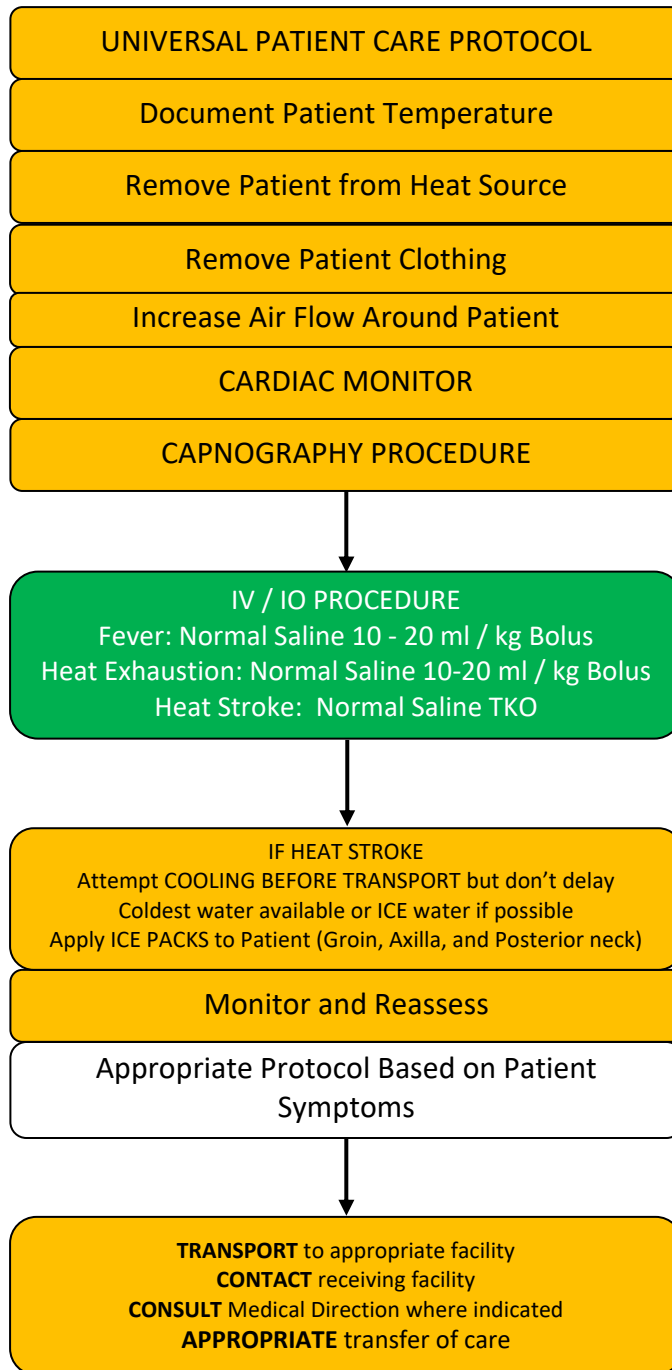 UNIVERSAL PATIENT CARE PROTOCOL
Document Patient Temperature
Remove Patient from Heat Source
Remove Patient Clothing
Increase Air Flow Around Patient
CARDIAC MONITOR
CAPNOGRAPHY PROCEDURE
IV / IO PROCEDURE
Fever: Normal Saline 10 - 20 ml / kg Bolus
Heat Exhaustion: Normal Saline 10-20 ml / kg Bolus
Heat Stroke: Normal Saline TKO
IF HEAT STROKE
Attempt COOLING BEFORE TRANSPORT but don’t delay
Coldest water available or ICE water if possible
Apply ICE PACKS to Patient (Groin, Axilla, and Posterior neck)
Monitor and Reassess
Appropriate Protocol Based on Patient
Symptoms
TRANSPORT to appropriate facility
CONTACT receiving facility
CONSULT Medical Direction where indicated
APPROPRIATE transfer of care